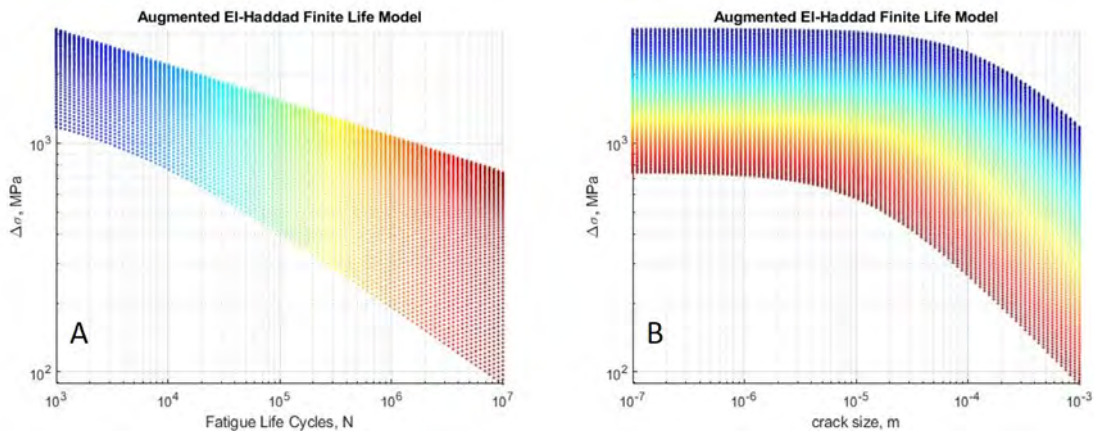 Augmented El-Haddad Finite Life Model
10³
10²
Δσ, MPa
A
10³ 10⁴ 10⁵ 10⁶ 10⁷
Fatigue Life Cycles, N
Augmented El-Haddad Finite Life Model
10³
10²
Δσ, MPa
B
10⁻⁷ 10⁻⁶ 10⁻⁵ 10⁻⁴ 10⁻³
crack size, m